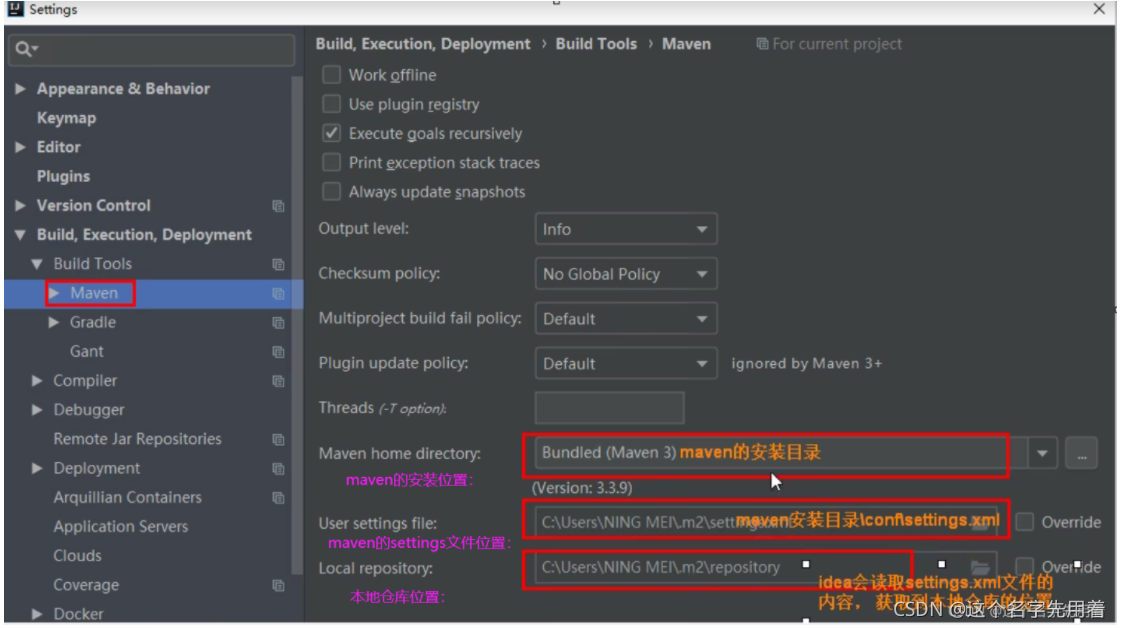 Settings
Build, Execution, Deployment › Build Tools › Maven For current project
Appearance & Behavior
Keymap
Editor
Plugins
Version Control
Build, Execution, Deployment
Build Tools
Maven
Gradle
Gant
Compiler
Debugger
Remote Jar Repositories
Deployment
Arquillian Containers
Application Servers
Clouds
Coverage
Docker
Work offline
Use plugin registry
Execute goals recursively
Print exception stack traces
Always update snapshots
Output level: Info
Checksum policy: No Global Policy
Multiproject build fail policy: Default
Plugin update policy: Default ignored by Maven 3+
Threads (-T option):
Maven home directory: Bundled (Maven 3) maven的安装目录 ...
maven的安装位置:
(Version: 3.3.9)
User settings file: C:\Users\NING MEI\.m2\settings maven安装目录\conf\settings.xml Override
maven的settings文件位置:
Local repository: C:\Users\NING MEI\.m2\repository Override
本地仓库位置:
idea会读取settings.xml文件的
内容，获取到本地仓库的位置
CSDN @这个名字先用着